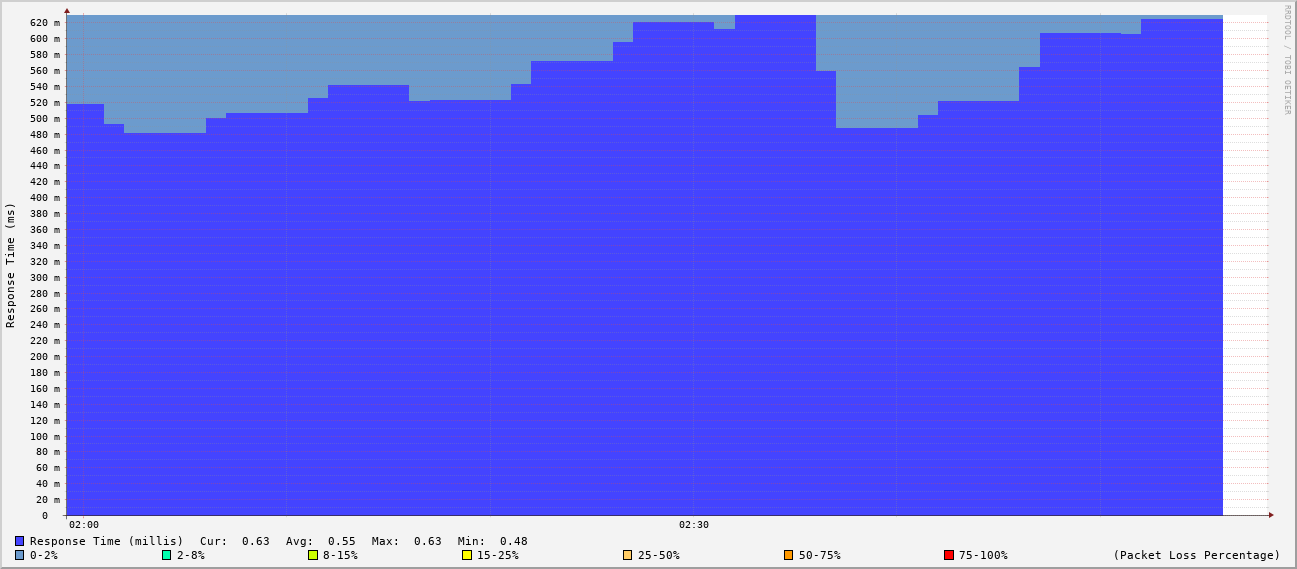 RRDTOOL / TOBI OETIKER
Response Time (ms)
620 m
600 m
580 m
560 m
540 m
520 m
500 m
480 m
460 m
440 m
420 m
400 m
380 m
360 m
340 m
320 m
300 m
280 m
260 m
240 m
220 m
200 m
180 m
160 m
140 m
120 m
100 m
80 m
60 m
40 m
20 m
0
02:00 02:30
Response Time (millis) Cur: 0.63 Avg: 0.55 Max: 0.63 Min: 0.48
0-2% 2-8% 8-15% 15-25% 25-50% 50-75% 75-100% (Packet Loss Percentage)